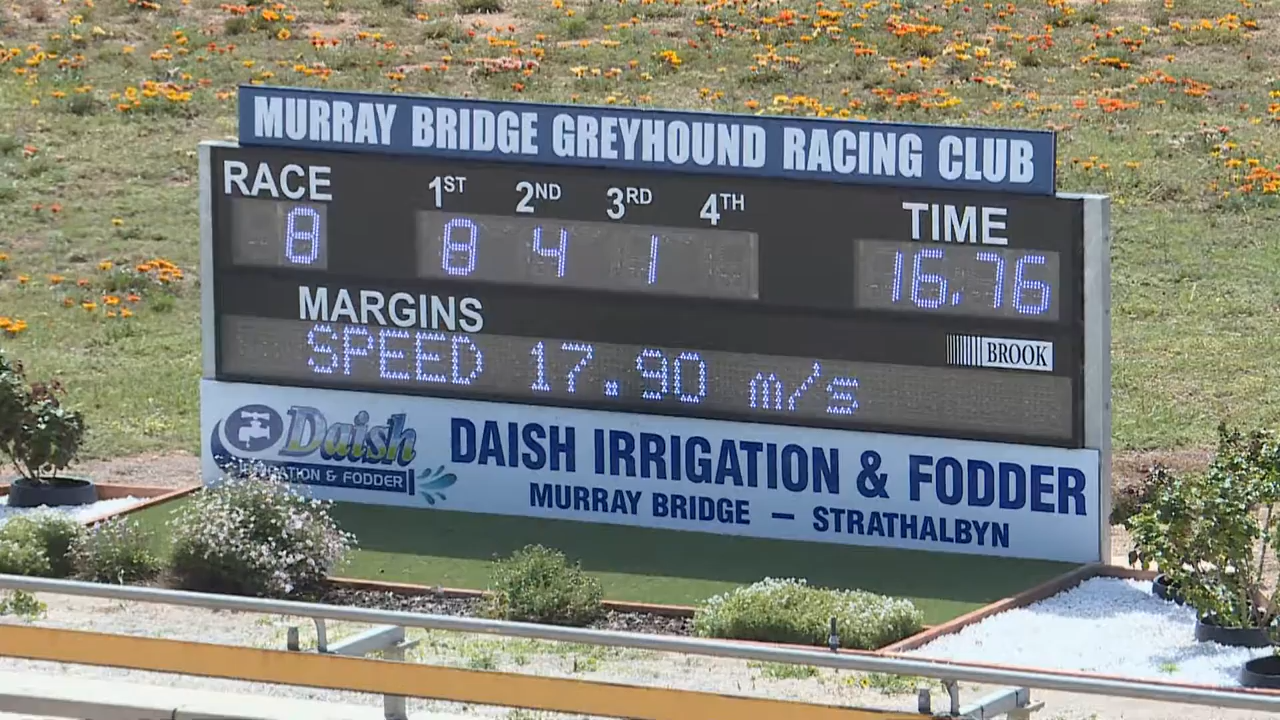 MURRAY BRIDGE GREYHOUND RACING CLUB
RACE 1ST 2ND 3RD 4TH TIME
8 8 4 1 16.76
MARGINS
SPEED 17.90 m/s
BROOK
Daish
IRRIGATION & FODDER
DAISH IRRIGATION & FODDER
MURRAY BRIDGE – STRATHALBYN